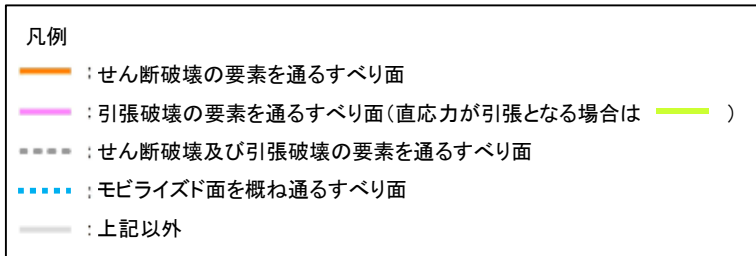 凡例
：せん断破壊の要素を通るすべり面
：引張破壊の要素を通るすべり面（直応力が引張となる場合は　　　）
：せん断破壊及び引張破壊の要素を通るすべり面
：モビライズド面を概ね通るすべり面
：上記以外